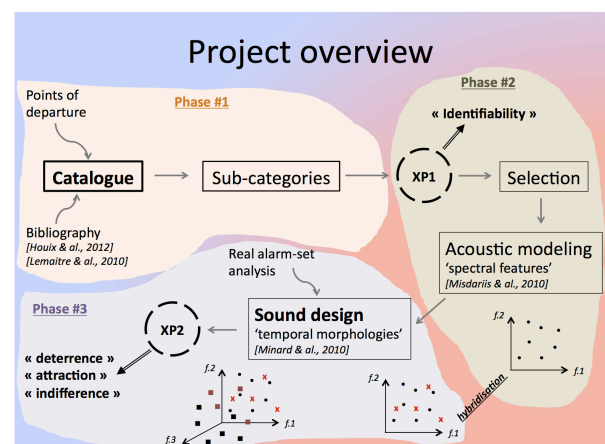 Project overview
Phase #1
Points of
departure
Catalogue
Sub-categories
Bibliography
[Houix & al., 2012]
[Lemaitre & al., 2010]
Phase #2
« Identifiability »
XP1
Selection
Acoustic modeling
‘spectral features’
[Misdariis & al., 2010]
f.2
f.1
hybridisation
Real alarm-set
analysis
Sound design
‘temporal morphologies’
[Minard & al., 2010]
f.2
f.1
Phase #3
XP2
« deterrence »
« attraction »
« indifference »
f.2
f.1
f.3